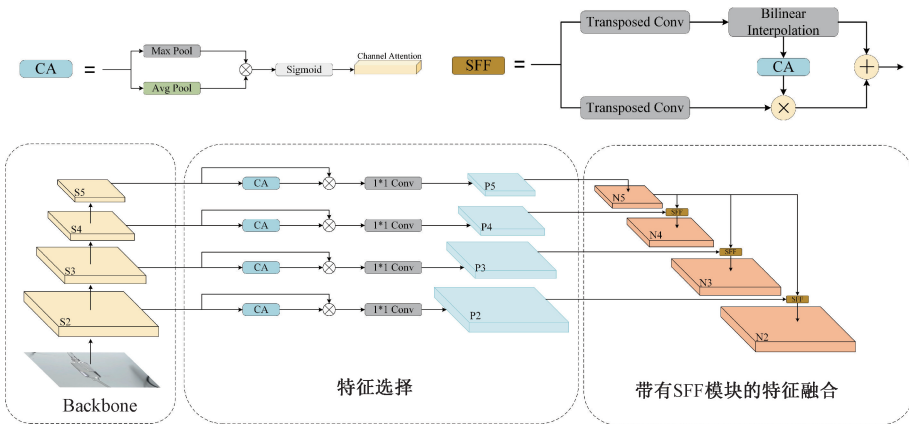 CA
=
Max Pool
Avg Pool
Sigmoid
Channel Attention
SFF
=
Transposed Conv
Bilinear
Interpolation
CA
Transposed Conv
S5
CA
1*1 Conv
P5
N5
S4
CA
1*1 Conv
P4
SFF
N4
S3
CA
1*1 Conv
P3
SFF
N3
S2
CA
1*1 Conv
P2
SFF
N2
Backbone
特征选择
带有SFF模块的特征融合